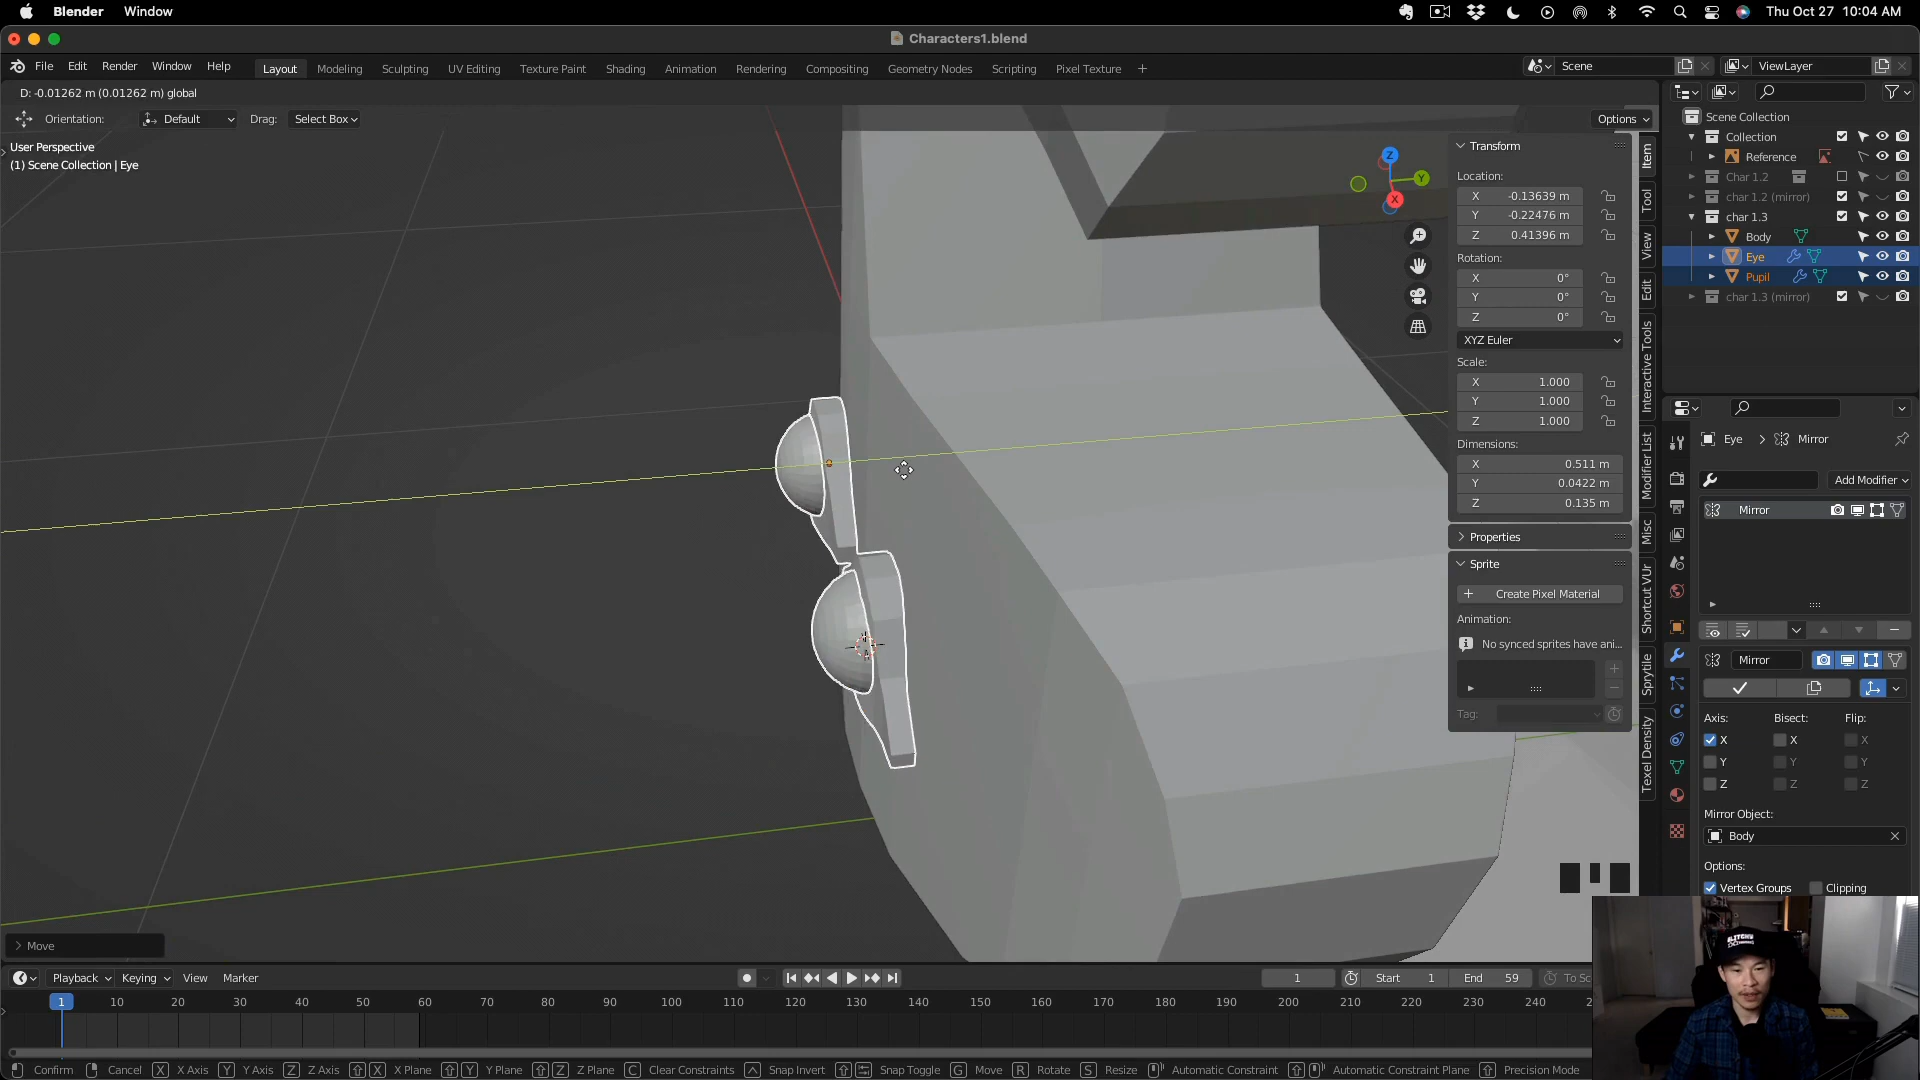 Blender Window
Thu Oct 27 10:04 AM
Characters1.blend
File Edit Render Window Help
Layout Modeling Sculpting UV Editing Texture Paint Shading Animation Rendering Compositing Geometry Nodes Scripting Pixel Texture +
Scene
ViewLayer
D: -0.01262 m (0.01262 m) global
Orientation: Default Drag: Select Box
Options
User Perspective
(1) Scene Collection | Eye
Z
Y
X
Transform
Location:
X -0.13639 m
Y -0.22476 m
Z 0.41396 m
Rotation:
X 0°
Y 0°
Z 0°
XYZ Euler
Scale:
X 1.000
Y 1.000
Z 1.000
Dimensions:
X 0.511 m
Y 0.0422 m
Z 0.135 m
Properties
Sprite
+ Create Pixel Material
Animation:
No synced sprites have ani...
Tag:
Item
Tool
View
Edit
Interactive Tools
Modifier List
Misc
Shortcut VUr
Sprytile
Texel Density
Scene Collection
Collection
Reference
Char 1.2
char 1.2 (mirror)
char 1.3
Body
Eye
Pupil
char 1.3 (mirror)
Eye > Mirror
Add Modifier
Mirror
Mirror
Axis: Bisect: Flip:
X X X
Y Y Y
Z Z Z
Mirror Object:
Body
Options:
Vertex Groups Clipping
Move
Playback Keying View Marker
1 Start 1 End 59 To Sc
1 10 20 30 40 50 60 70 80 90 100 110 120 130 140 150 160 170 180 190 200 210 220 230 240
Confirm Cancel X X Axis Y Y Axis Z Z Axis X X Plane Y Y Plane Z Z Plane C Clear Constraints Snap Invert Snap Toggle G Move R Rotate S Resize Automatic Constraint Automatic Constraint Plane Precision Mode